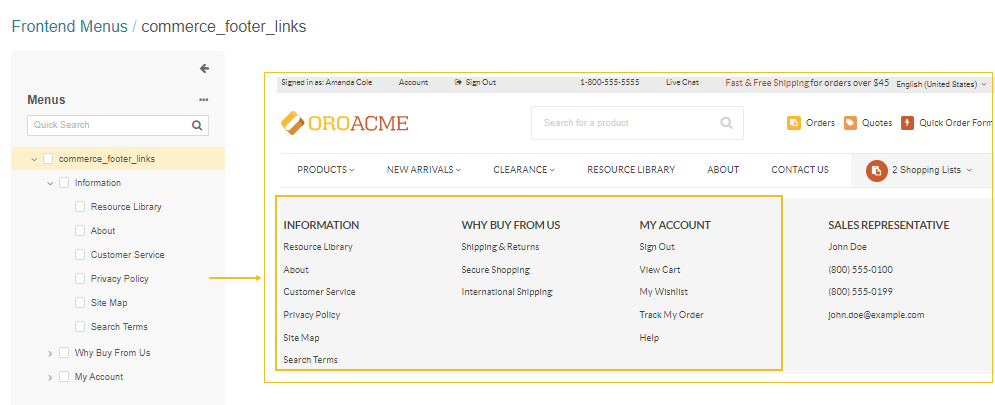 Frontend Menus / commerce_footer_links
Menus
Quick Search
commerce_footer_links
Information
Resource Library
About
Customer Service
Privacy Policy
Site Map
Search Terms
Why Buy From Us
My Account
Signed in as: Amanda Cole Account Sign Out 1-800-555-5555 Live Chat Fast & Free Shipping for orders over $45 English (United States)
OROACME Search for a product Orders Quotes Quick Order Form
PRODUCTS NEW ARRIVALS CLEARANCE RESOURCE LIBRARY ABOUT CONTACT US 2 Shopping Lists
INFORMATION
Resource Library
About
Customer Service
Privacy Policy
Site Map
Search Terms
WHY BUY FROM US
Shipping & Returns
Secure Shopping
International Shipping
MY ACCOUNT
Sign Out
View Cart
My Wishlist
Track My Order
Help
SALES REPRESENTATIVE
John Doe
(800) 555-0100
(800) 555-0199
john.doe@example.com